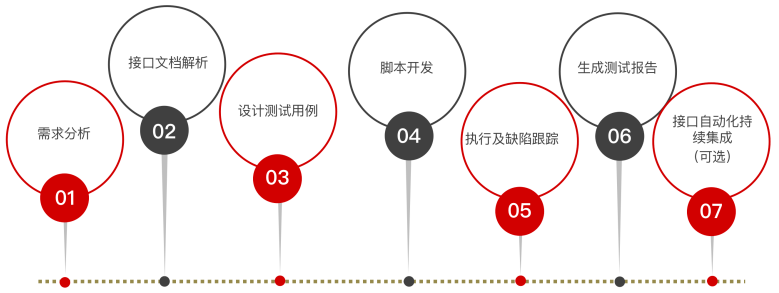 需求分析
01
接口文档解析
02
设计测试用例
03
脚本开发
04
执行及缺陷跟踪
05
生成测试报告
06
接口自动化持
续集成
(可选)
07